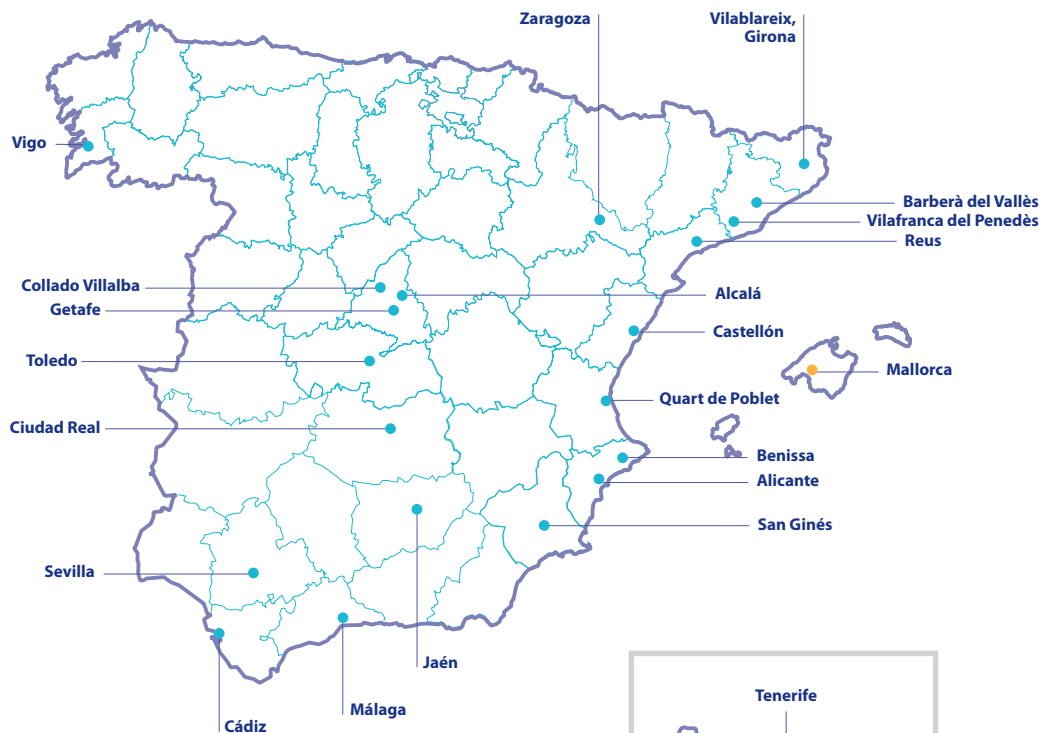 Zaragoza
Vilablareix,
Girona
Vigo
Barberà del Vallès
Vilafranca del Penedès
Reus
Collado Villalba
Alcalá
Getafe
Castellón
Toledo
Mallorca
Quart de Poblet
Ciudad Real
Benissa
Alicante
San Ginés
Sevilla
Jaén
Tenerife
Málaga
Cádiz